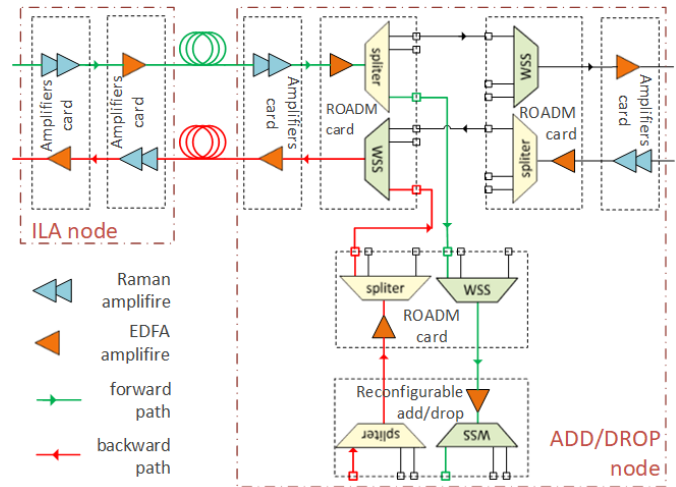 Amplifiers
card
Amplifiers
card
Amplifiers
card
ROADM
card
spliter
WSS
WSS
spliter
ROADM
card
Amplifiers
card
ILA node
spliter
WSS
ROADM
card
Reconfigurable
add/drop
spliter
WSS
ADD/DROP
node
Raman
amplifire
EDFA
amplifire
forward
path
backward
path